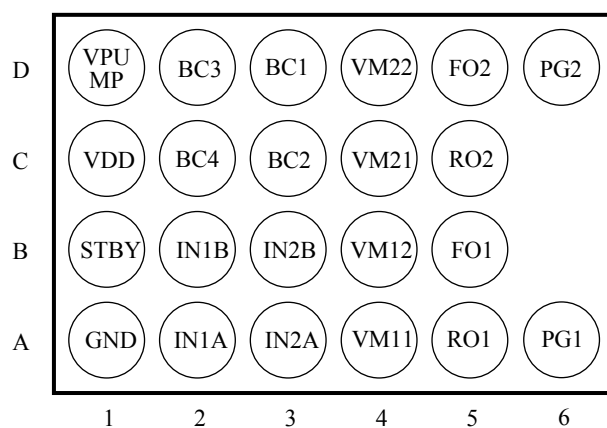 D VPU MP BC3 BC1 VM22 FO2 PG2
C VDD BC4 BC2 VM21 RO2
B STBY IN1B IN2B VM12 FO1
A GND IN1A IN2A VM11 RO1 PG1
1 2 3 4 5 6